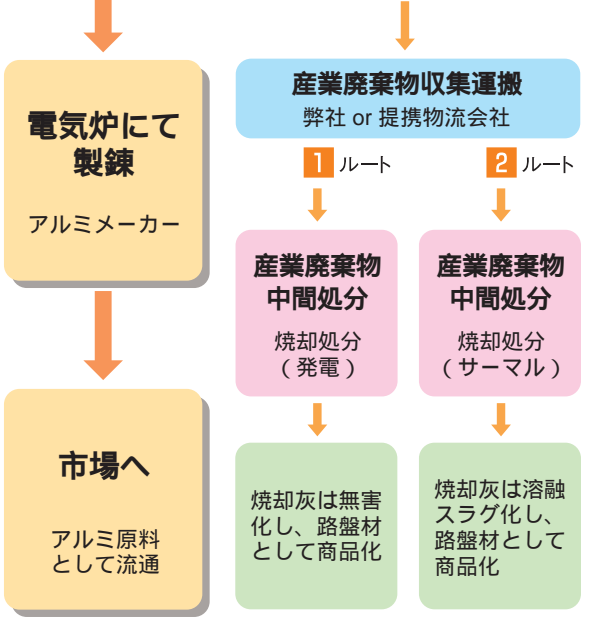 電気炉にて
製錬
アルミメーカー
市場へ
アルミ原料
として流通
産業廃棄物収集運搬
弊社 or 提携物流会社
1 ルート
2 ルート
産業廃棄物
中間処分
焼却処分
（発電）
産業廃棄物
中間処分
焼却処分
（サーマル）
焼却灰は無害
化し、路盤材
として商品化
焼却灰は溶融
スラグ化し、
路盤材として
商品化